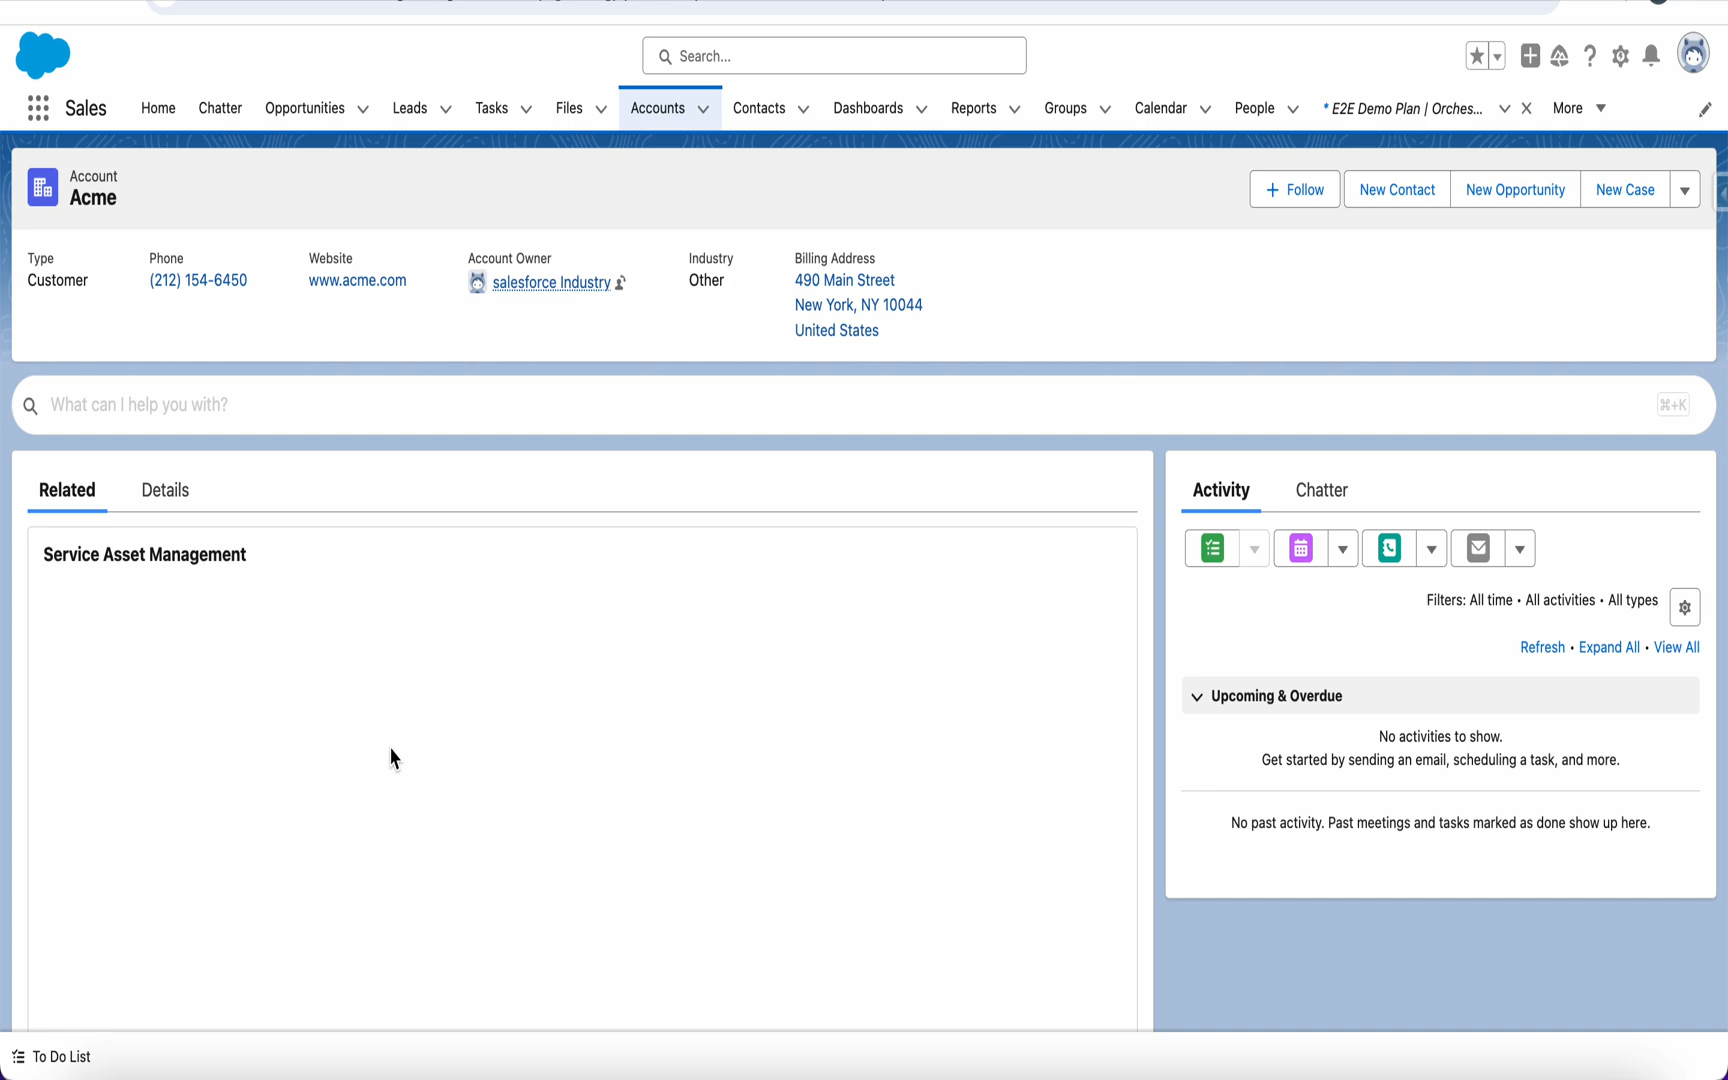 Search...
Sales
Home
Chatter
Opportunities
Leads
Tasks
Files
Accounts
Contacts
Dashboards
Reports
Groups
Calendar
People
* E2E Demo Plan | Orches...
More
Account
Acme
Follow
New Contact
New Opportunity
New Case
Type
Customer
Phone
(212) 154-6450
Website
www.acme.com
Account Owner
salesforce Industry
Industry
Other
Billing Address
490 Main Street
New York, NY 10044
United States
What can I help you with?
⌘+K
Related
Details
Service Asset Management
Activity
Chatter
Filters: All time • All activities • All types
Refresh • Expand All • View All
Upcoming & Overdue
No activities to show.
Get started by sending an email, scheduling a task, and more.
No past activity. Past meetings and tasks marked as done show up here.
To Do List